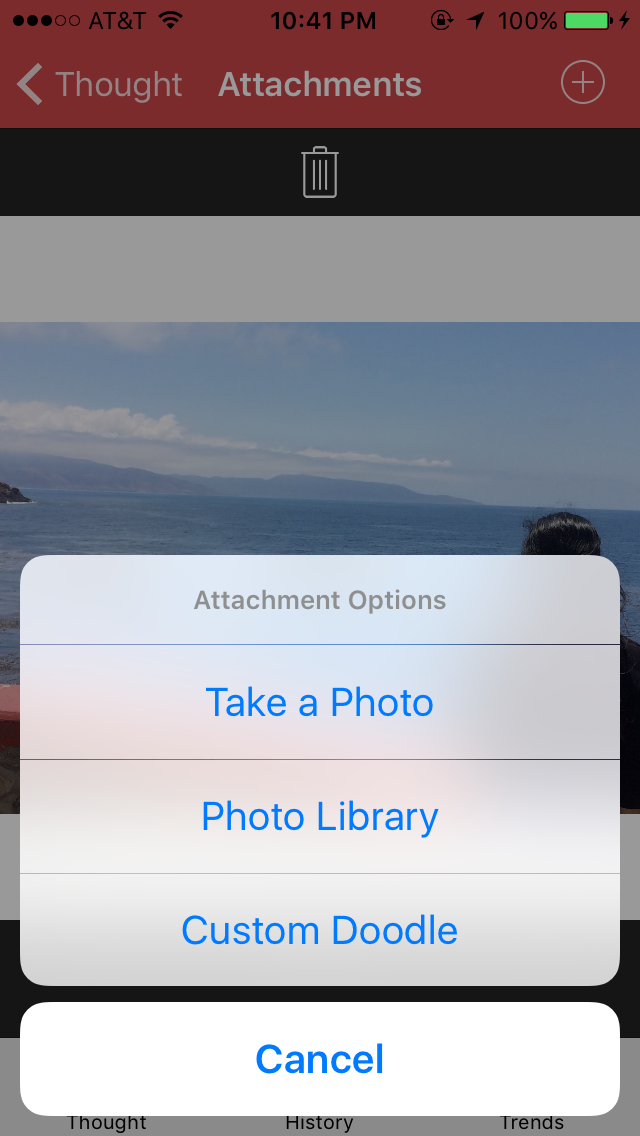 AT&T 10:41 PM 100%
Thought Attachments
Attachment Options
Take a Photo
Photo Library
Custom Doodle
Cancel
Thought History Trends